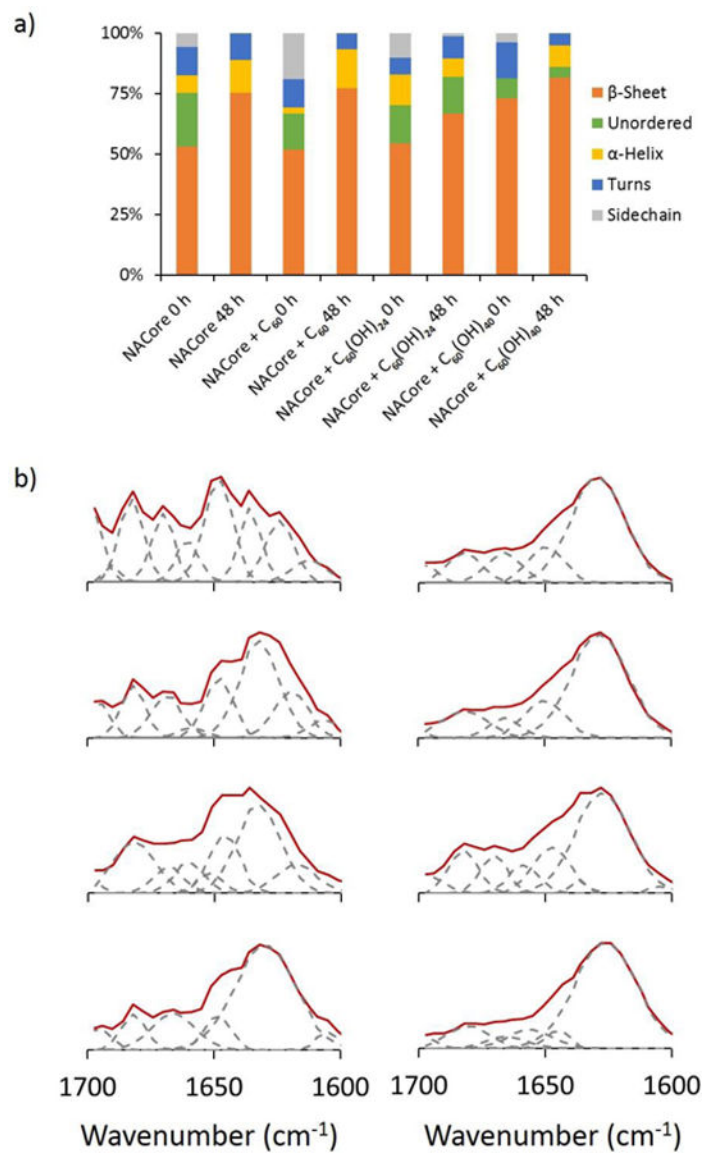 a)
100%
75%
50%
25%
0%
β-Sheet
Unordered
α-Helix
Turns
Sidechain
NACore 0 h
NACore 48 h
NACore + C₆₀ 0 h
NACore + C₆₀ 48 h
NACore + C₆₀(OH)₂₄ 0 h
NACore + C₆₀(OH)₂₄ 48 h
NACore + C₆₀(OH)₄₀ 0 h
NACore + C₆₀(OH)₄₀ 48 h
b)
1700 1650 1600 1700 1650 1600
Wavenumber (cm⁻¹) Wavenumber (cm⁻¹)